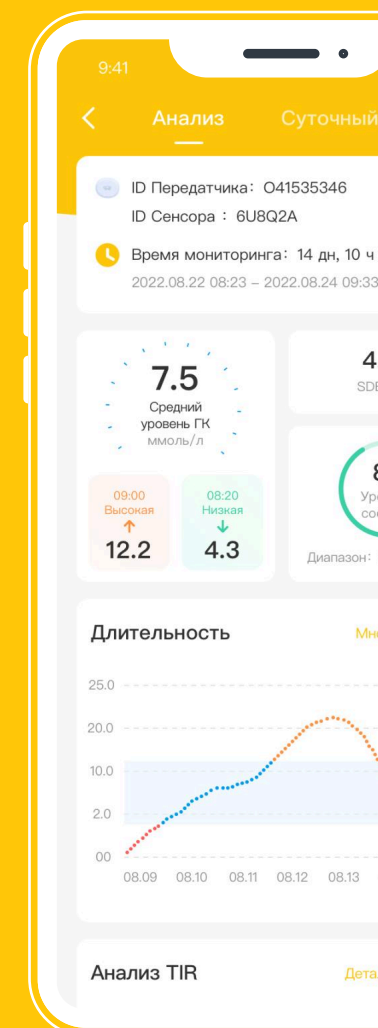 9:41
Анализ
Суточный
ID Передатчика: O41535346
ID Сенсора : 6U8Q2A
Время мониторинга: 14 дн, 10 ч
2022.08.22 08:23 – 2022.08.24 09:33
7.5
Средний
уровень ГК
ммоль/л
09:00
Высокая
12.2
08:20
Низкая
4.3
Диапазон:
Длительность
25.0
20.0
10.0
2.0
00
08.09 08.10 08.11 08.12 08.13
Анализ TIR